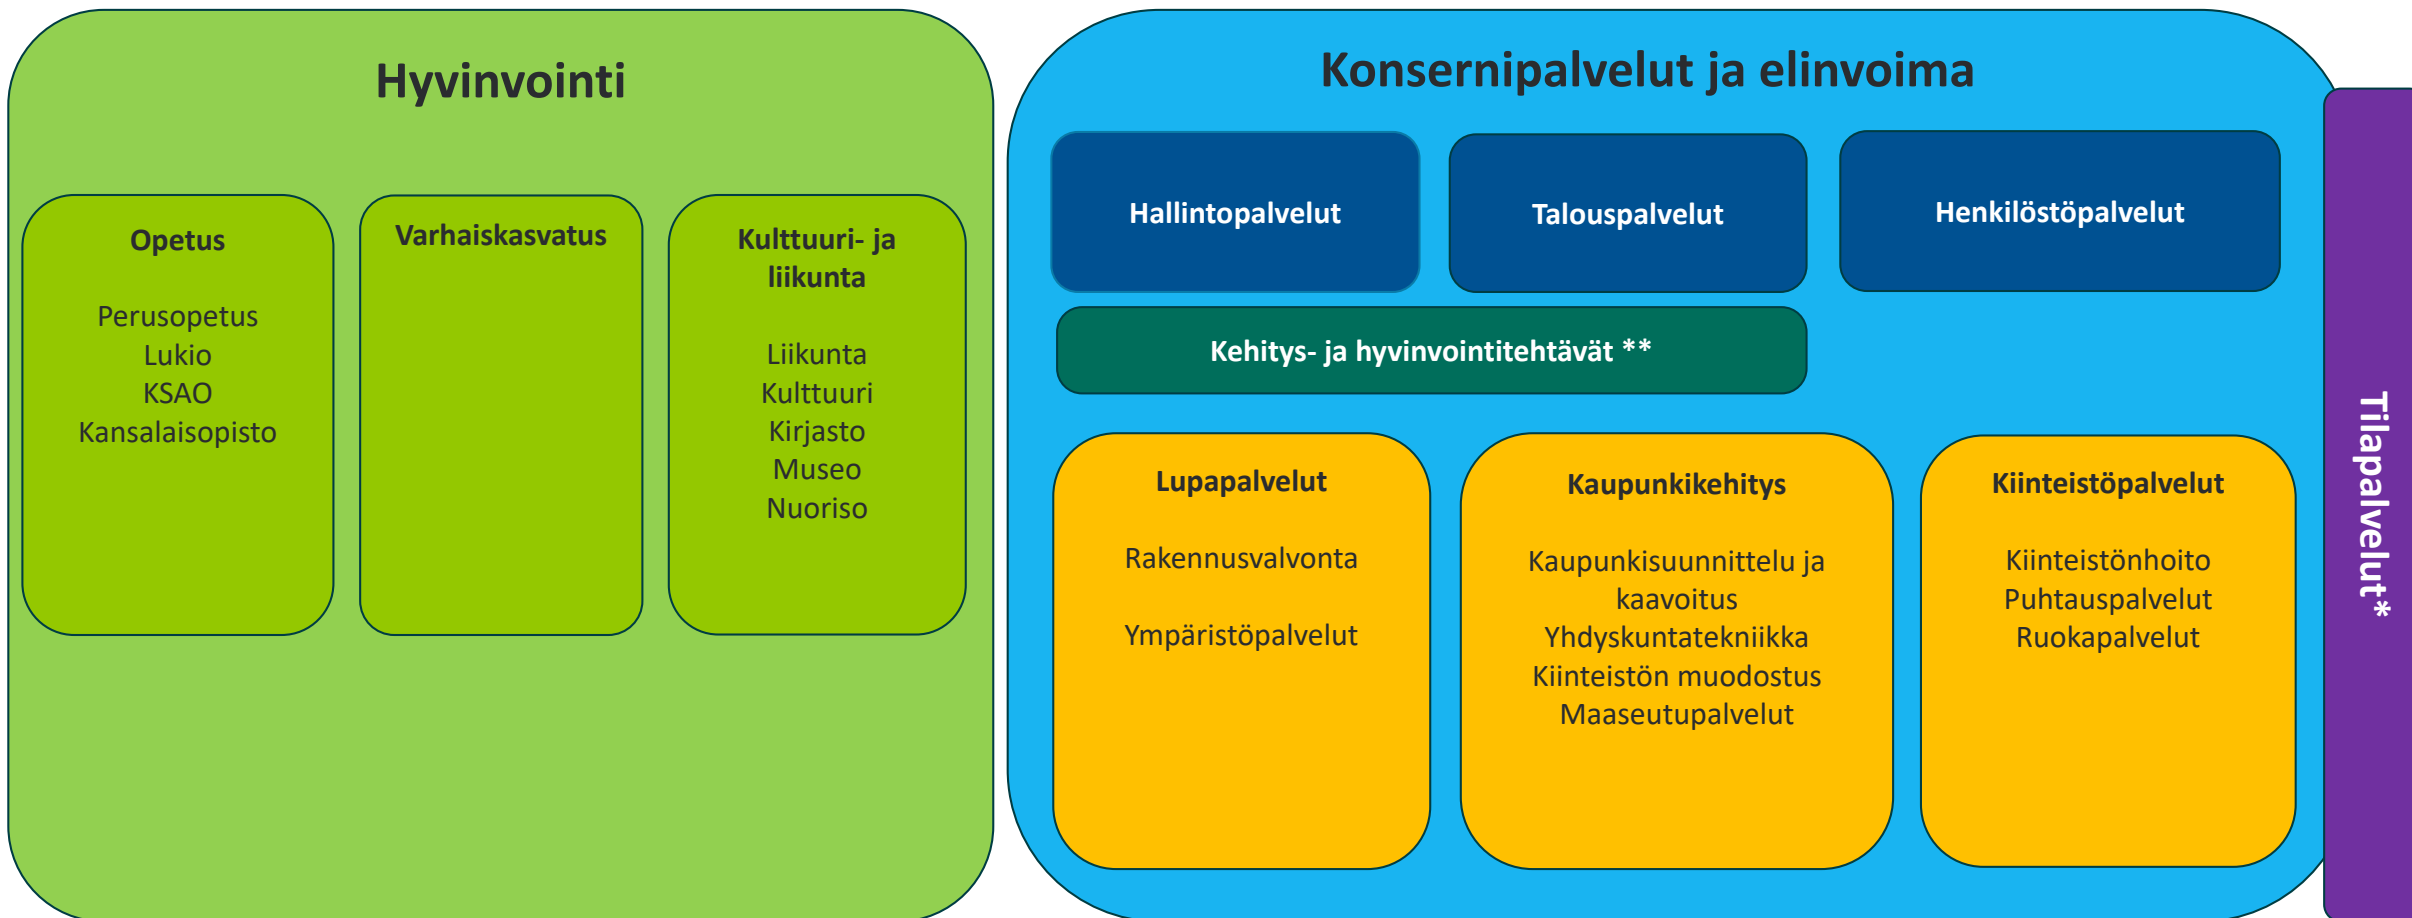 Hyvinvointi
Opetus
Perusopetus
Lukio
KSAO
Kansalaisopisto
Varhaiskasvatus
Kulttuuri- ja
liikunta
Liikunta
Kulttuuri
Kirjasto
Museo
Nuoriso
Konsernipalvelut ja elinvoima
Hallintopalvelut
Talouspalvelut
Henkilöstöpalvelut
Kehitys- ja hyvinvointitehtävät **
Lupapalvelut
Rakennusvalvonta
Ympäristöpalvelut
Kaupunkikehitys
Kaupunkisuunnittelu ja
kaavoitus
Yhdyskuntatekniikka
Kiinteistön muodostus
Maaseutupalvelut
Kiinteistöpalvelut
Kiinteistönhoito
Puhtauspalvelut
Ruokapalvelut
Tilapalvelut*